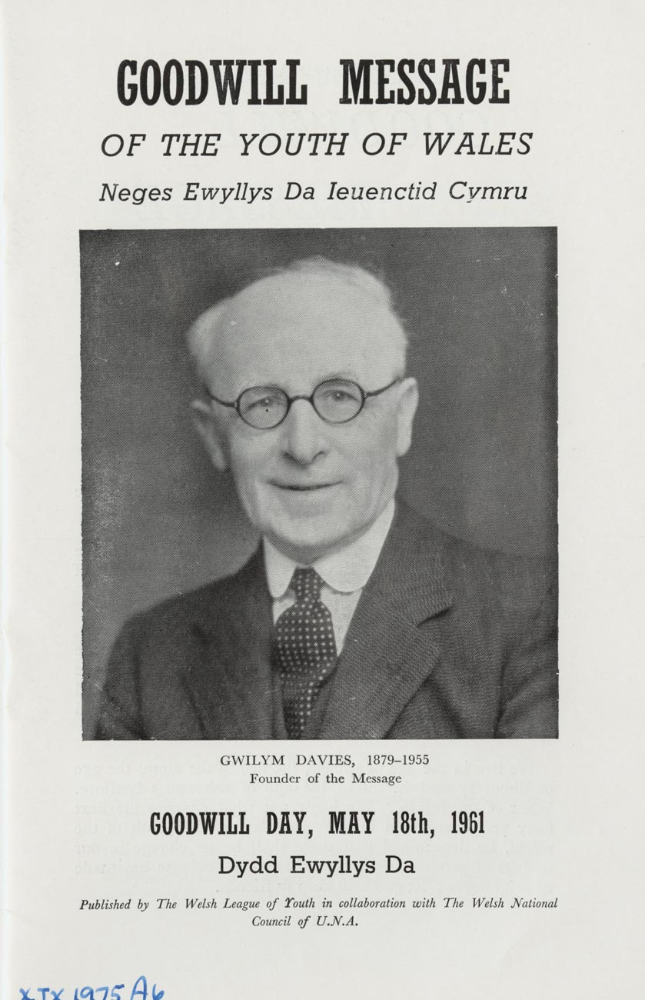 GOODWILL MESSAGE
OF THE YOUTH OF WALES
Neges Ewyllys Da Ieuenctid Cymru
GWILYM DAVIES, 1879–1955
Founder of the Message
GOODWILL DAY, MAY 18th, 1961
Dydd Ewyllys Da
Published by The Welsh League of Youth in collaboration with The Welsh National
Council of U.N.A.
XIX 1975 A6